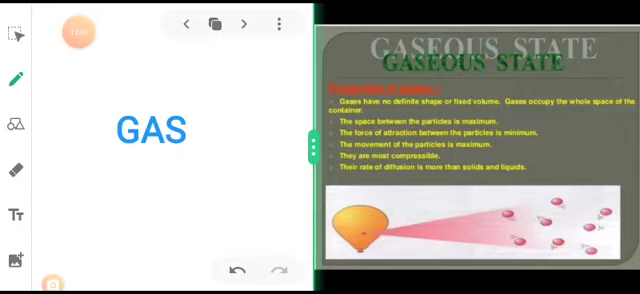 GAS
GASEOUS STATE
GASEOUS STATE
Properties of gases :-
Gases have no definite shape or fixed volume. Gases occupy the whole space of the
container.
The space between the particles is maximum.
The force of attraction between the particles is minimum.
The movement of the particles is maximum.
They are most compressible.
Their rate of diffusion is more than solids and liquids.
Tт